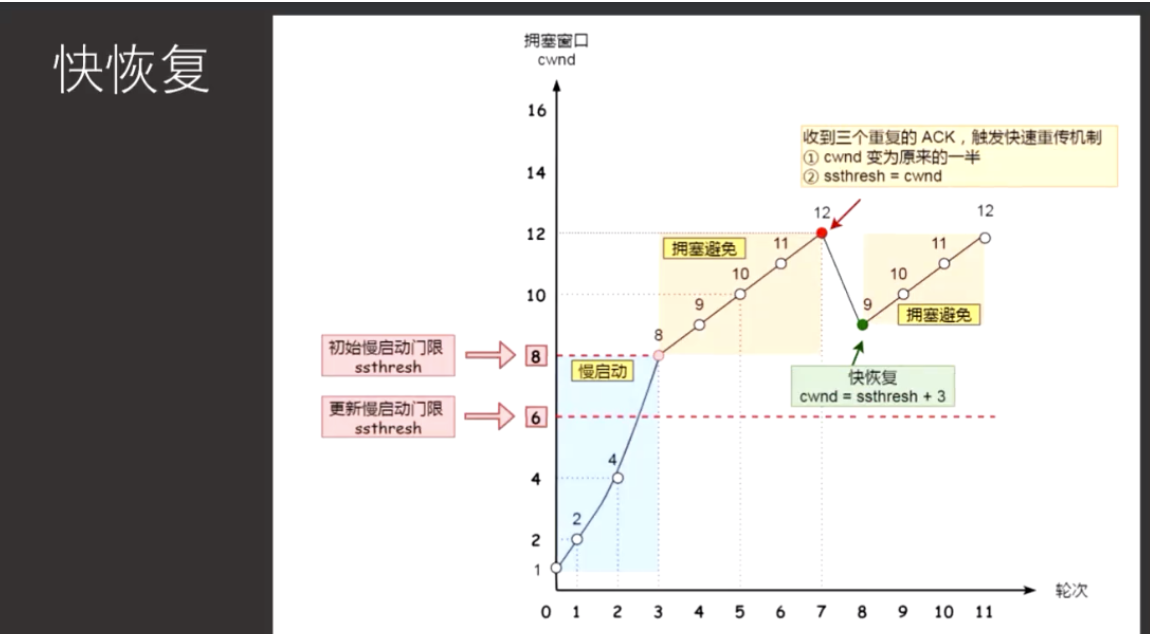 快恢复
拥塞窗口
cwnd
16
14
12
10
8
6
4
2
1
收到三个重复的 ACK，触发快速重传机制
① cwnd 变为原来的一半
② ssthresh = cwnd
初始慢启动门限
ssthresh
更新慢启动门限
ssthresh
慢启动
拥塞避免
2
4
8
9
10
11
12
9
10
11
12
拥塞避免
快恢复
cwnd = ssthresh + 3
0 1 2 3 4 5 6 7 8 9 10 11
轮次